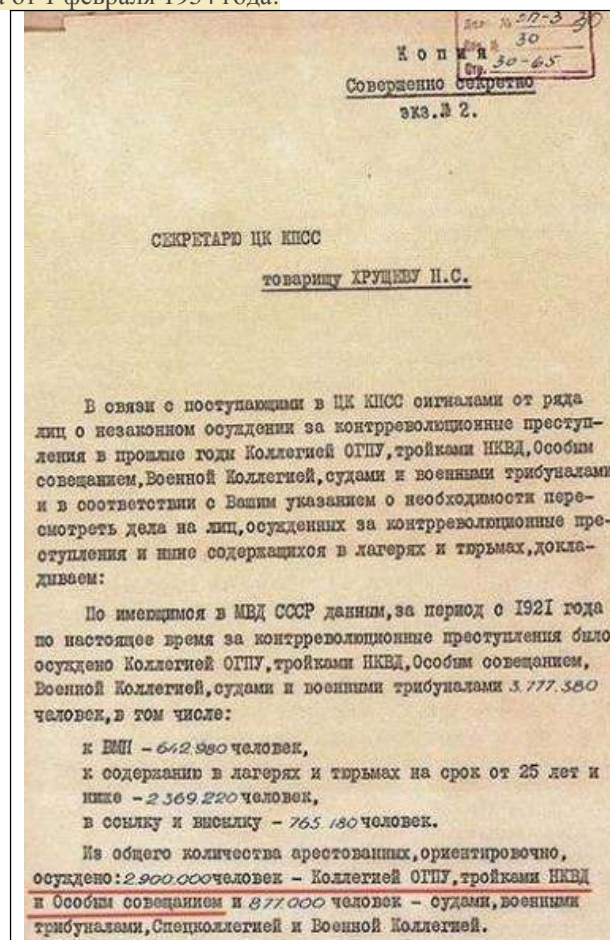 от 1 февраля 1954 года:
Дел. № оп-3 30
Док. № 30
Стр. 30-65
Копия
Совершенно секретно
экз.№ 2.
СЕКРЕТАРЮ ЦК КПСС
товарищу ХРУЩЕВУ Н.С.
В связи с поступающими в ЦК КПСС сигналами от ряда
лиц о незаконном осуждении за контрреволюционные преступ-
ления в прошлые годы Коллегией ОГПУ,тройками НКВД,Особым
совещанием,Военной Коллегией,судами и военными трибуналами
и в соответствии с Вашим указанием о необходимости пере-
смотреть дела на лиц,осужденных за контрреволюционные пре-
ступления и ныне содержащихся в лагерях и тюрьмах,докла-
дываем:
По имеющимся в МВД СССР данным,за период с 1921 года
по настоящее время за контрреволюционные преступления было
осуждено Коллегией ОГПУ,тройками НКВД,Особым совещанием,
Военной Коллегией,судами и военными трибуналами 3.777.380
человек,в том числе:
к ВМН - 642.980 человек,
к содержанию в лагерях и тюрьмах на срок от 25 лет и
ниже - 2.369.220 человек,
в ссылку и высылку - 765.180 человек.
Из общего количества арестованных,ориентировочно,
осуждено:2.900.000 человек - Коллегией ОГПУ,тройками НКВД
и Особым совещанием и 877.000 человек - судами,военными
трибуналами,Спецколлегией и Военной Коллегией.